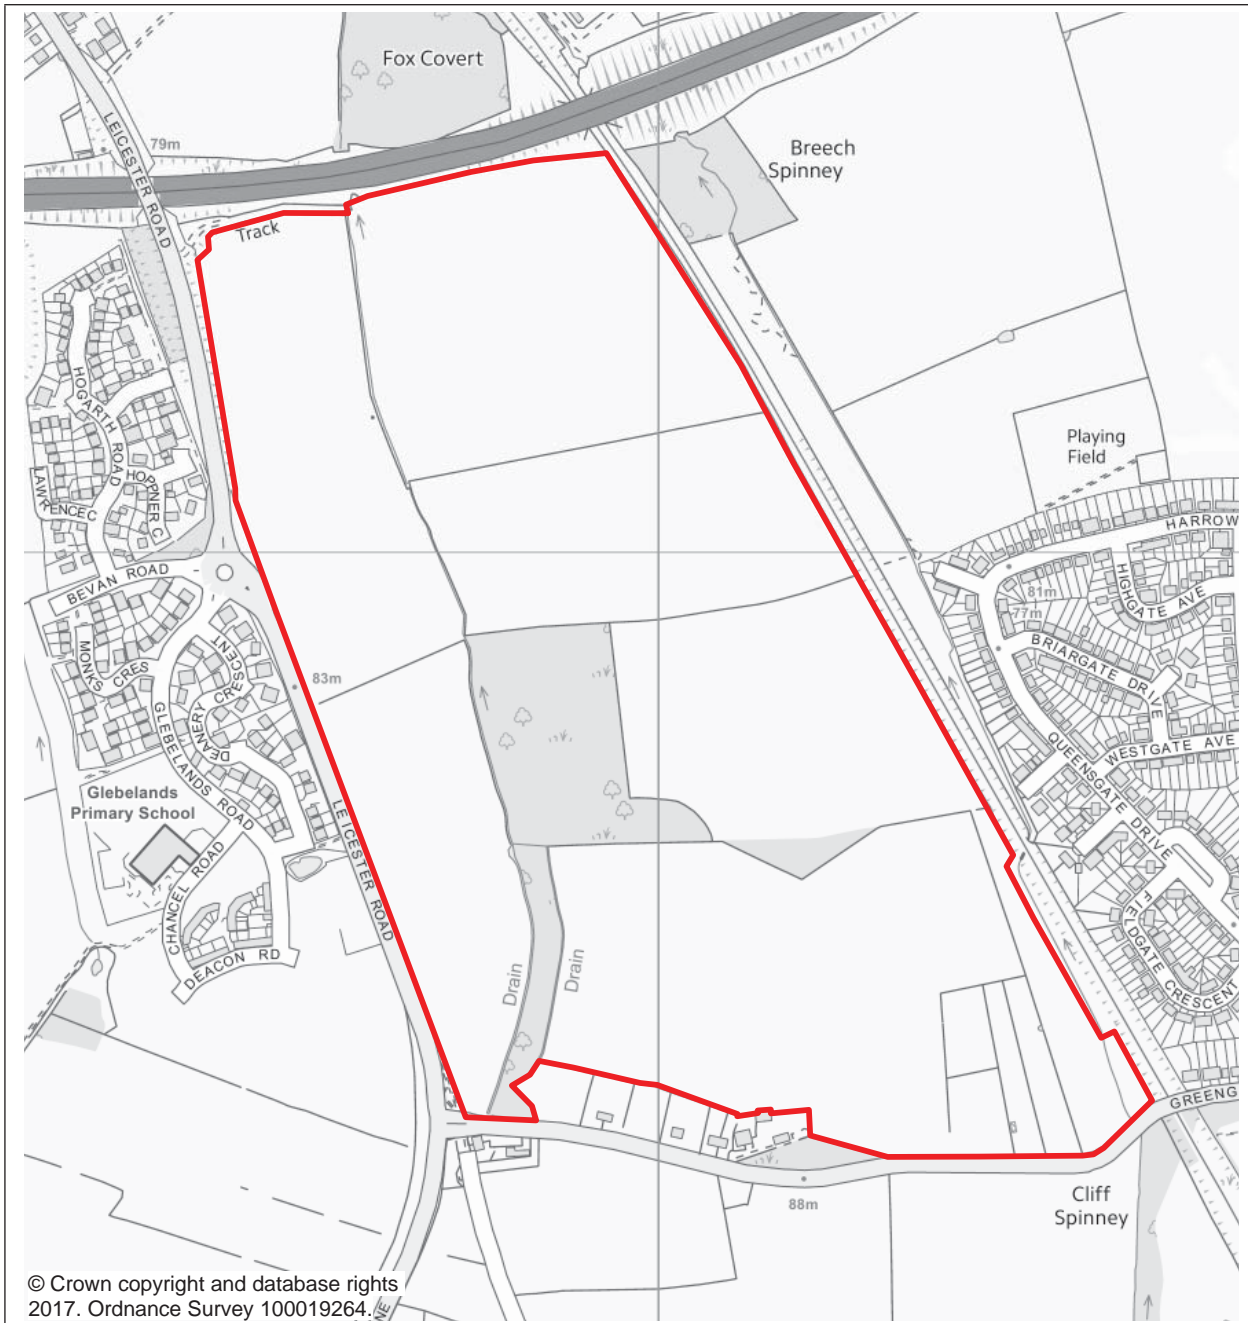 Fox Covert
LEICESTER ROAD
79m
Breech
Spinney
Track
HOGARTH ROAD
HOPPNER C
LAWRENCE C
Playing
Field
HARROW
BEVAN ROAD
HIGHGATE AVE
81m
77m
BRIARGATE DRIVE
MONKS CRES
DEANERY CRESCENT
83m
GLEBELANDS ROAD
QUEENSGATE DRIVE
WESTGATE AVE
Glebelands
Primary School
LEICESTER ROAD
CHANCEL ROAD
FIELDGATE CRESCENT
DEACON RD
Drain
Drain
GREENG
88m
Cliff
Spinney
© Crown copyright and database rights
2017. Ordnance Survey 100019264.
NE